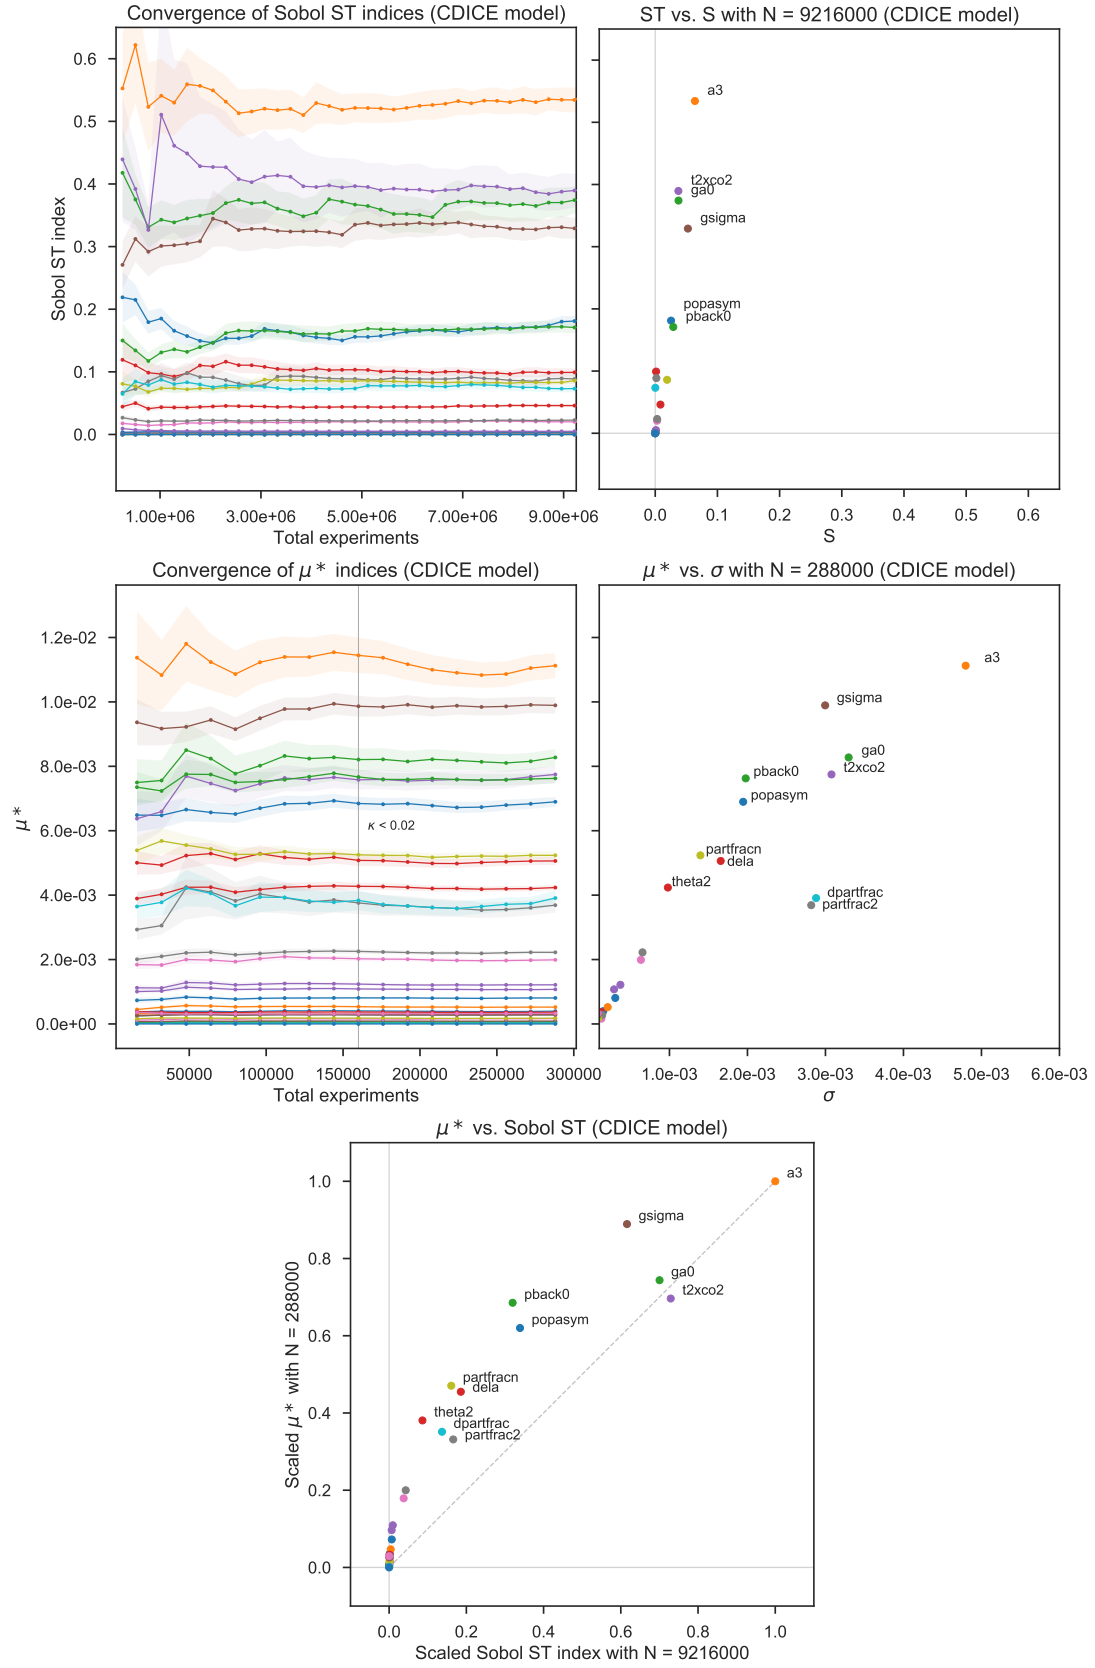 Convergence of Sobol ST indices (CDICE model)
0.6
0.5
0.4
0.3
0.2
0.1
0.0
Sobol ST index
1.00e+06
3.00e+06
5.00e+06
7.00e+06
9.00e+06
Total experiments
ST vs. S with N = 9216000 (CDICE model)
a3
t2xco2
ga0
gsigma
popasym
pback0
0.0
0.1
0.2
0.3
0.4
0.5
0.6
S
Convergence of μ* indices (CDICE model)
1.2e-02
1.0e-02
8.0e-03
6.0e-03
4.0e-03
2.0e-03
0.0e+00
μ*
κ < 0.02
50000
100000
150000
200000
250000
300000
Total experiments
μ* vs. σ with N = 288000 (CDICE model)
a3
gsigma
ga0
t2xco2
pback0
popasym
partfracn
dela
theta2
dpartfrac
partfrac2
1.0e-03
2.0e-03
3.0e-03
4.0e-03
5.0e-03
6.0e-03
σ
μ* vs. Sobol ST (CDICE model)
1.0
0.8
0.6
0.4
0.2
0.0
Scaled μ* with N = 288000
a3
gsigma
ga0
t2xco2
pback0
popasym
partfracn
dela
theta2
dpartfrac
partfrac2
0.0
0.2
0.4
0.6
0.8
1.0
Scaled Sobol ST index with N = 9216000